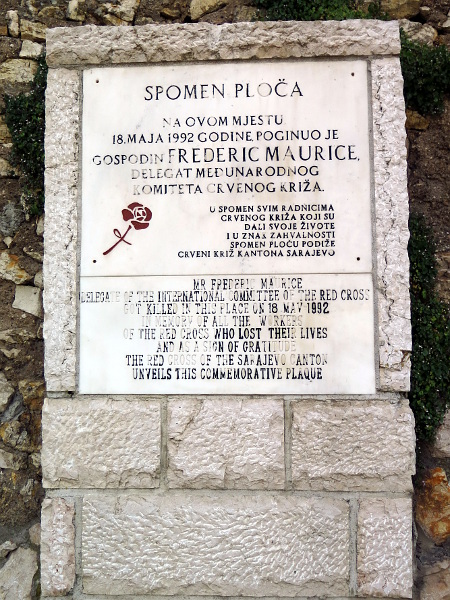 SPOMEN PLOČA
NA OVOM MJESTU
18. MAJA 1992 GODINE POGINUO JE
GOSPODIN FREDERIC MAURICE,
DELEGAT MEĐUNARODNOG
KOMITETA CRVENOG KRIŽA.
U SPOMEN SVIM RADNICIMA
CRVENOG KRIŽA KOJI SU
DALI SVOJE ŽIVOTE
I U ZNAK ZAHVALNOSTI
SPOMEN PLOČU PODIŽE
CRVENI KRIŽ KANTONA SARAJEVO
MR FREDERIC MAURICE
DELEGATE OF THE INTERNATIONAL COMMITTEE OF THE RED CROSS
GOT KILLED IN THIS PLACE ON 18 MAY 1992
IN MEMORY OF ALL THE WORKERS
OF THE RED CROSS WHO LOST THEIR LIVES
AND AS A SIGN OF GRATITUDE
THE RED CROSS OF THE SARAJEVO CANTON
UNVEILS THIS COMMEMORATIVE PLAQUE